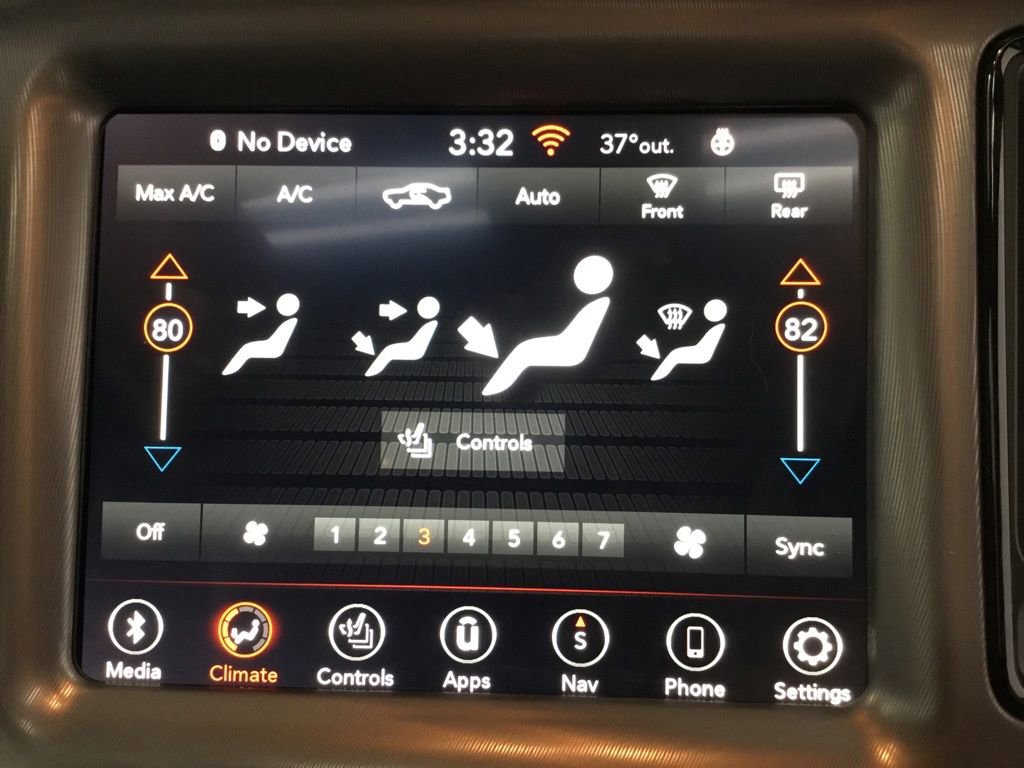 No Device 3:32 37° out.
Max A/C A/C Auto Front Rear
80 82
Controls
Off 1 2 3 4 5 6 7 Sync
S
Media Climate Controls Apps Nav Phone Settings